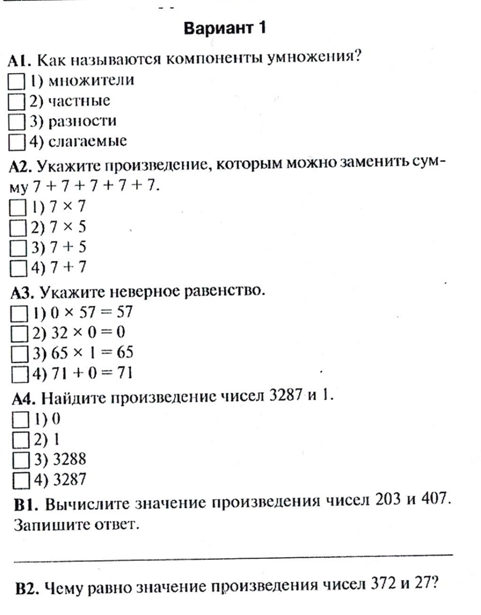 Вариант 1
А1. Как называются компоненты умножения?
1) множители
2) частные
3) разности
4) слагаемые
А2. Укажите произведение, которым можно заменить сум-
му 7 + 7 + 7 + 7 + 7.
1) 7 × 7
2) 7 × 5
3) 7 + 5
4) 7 + 7
А3. Укажите неверное равенство.
1) 0 × 57 = 57
2) 32 × 0 = 0
3) 65 × 1 = 65
4) 71 + 0 = 71
А4. Найдите произведение чисел 3287 и 1.
1) 0
2) 1
3) 3288
4) 3287
В1. Вычислите значение произведения чисел 203 и 407.
Запишите ответ.
В2. Чему равно значение произведения чисел 372 и 27?